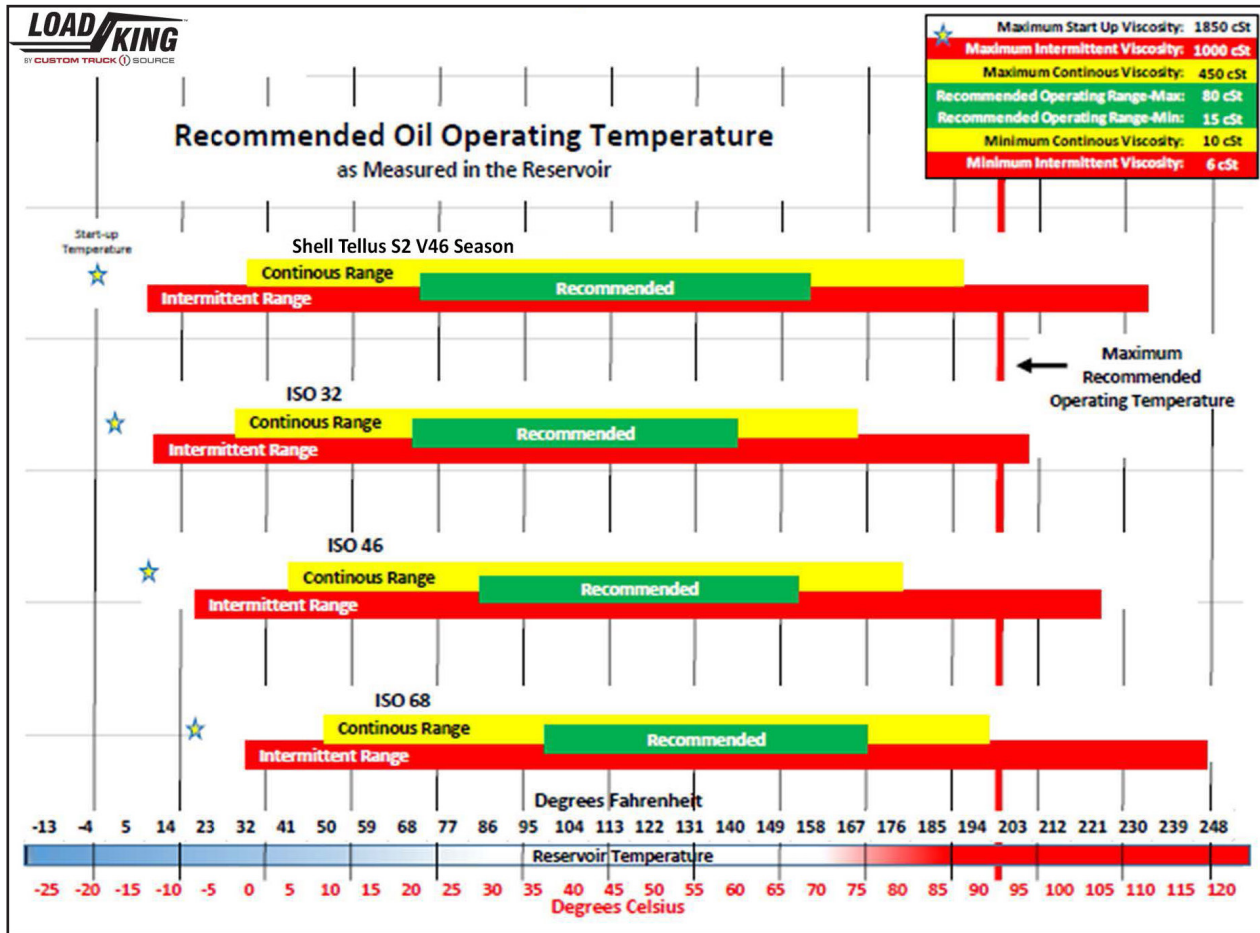 LOAD KING
BY CUSTOM TRUCK 1 SOURCE
Maximum Start Up Viscosity: 1850 cSt
Maximum Intermittent Viscosity: 1000 cSt
Maximum Continous Viscosity: 450 cSt
Recommended Operating Range-Max: 80 cSt
Recommended Operating Range-Min: 15 cSt
Minimum Continous Viscosity: 10 cSt
Minimum Intermittent Viscosity: 6 cSt
Recommended Oil Operating Temperature
as Measured in the Reservoir
Start-up
Temperature
Shell Tellus S2 V46 Season
Continous Range
Recommended
Intermittent Range
Maximum
Recommended
Operating Temperature
ISO 32
Continous Range
Recommended
Intermittent Range
ISO 46
Continous Range
Recommended
Intermittent Range
ISO 68
Continous Range
Recommended
Intermittent Range
Degrees Fahrenheit
-13 -4 5 14 23 32 41 50 59 68 77 86 95 104 113 122 131 140 149 158 167 176 185 194 203 212 221 230 239 248
Reservoir Temperature
-25 -20 -15 -10 -5 0 5 10 15 20 25 30 35 40 45 50 55 60 65 70 75 80 85 90 95 100 105 110 115 120
Degrees Celsius